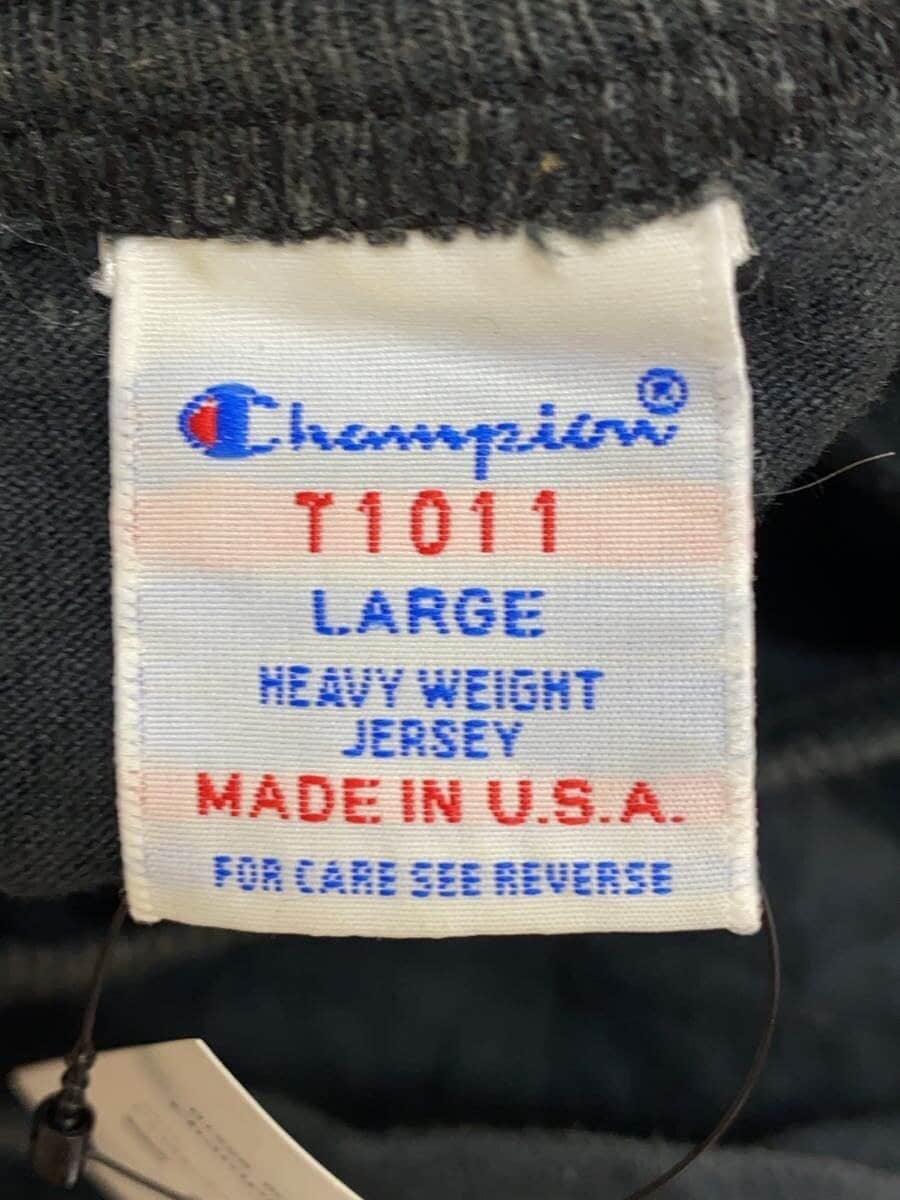 Champion®
T1011
LARGE
HEAVY WEIGHT
JERSEY
MADE IN U.S.A.
FOR CARE SEE REVERSE